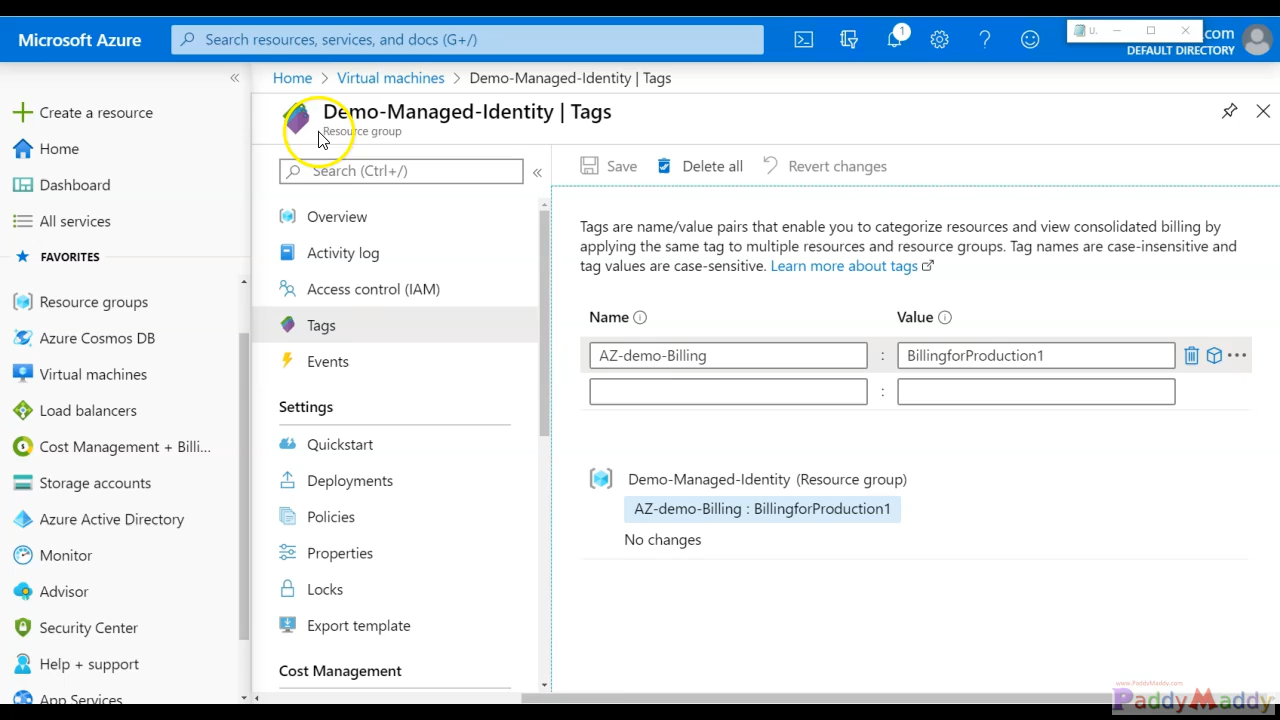 Microsoft Azure
Search resources, services, and docs (G+/)
1
U.
.com
DEFAULT DIRECTORY
Home > Virtual machines > Demo-Managed-Identity | Tags
Create a resource
Home
Dashboard
All services
FAVORITES
Resource groups
Azure Cosmos DB
Virtual machines
Load balancers
Cost Management + Billi...
Storage accounts
Azure Active Directory
Monitor
Advisor
Security Center
Help + support
App Services
Demo-Managed-Identity | Tags
Resource group
Search (Ctrl+/)
Overview
Activity log
Access control (IAM)
Tags
Events
Settings
Quickstart
Deployments
Policies
Properties
Locks
Export template
Cost Management
Save
Delete all
Revert changes
Tags are name/value pairs that enable you to categorize resources and view consolidated billing by
applying the same tag to multiple resources and resource groups. Tag names are case-insensitive and
tag values are case-sensitive. Learn more about tags
Name
Value
AZ-demo-Billing : BillingforProduction1
:
Demo-Managed-Identity (Resource group)
AZ-demo-Billing : BillingforProduction1
No changes
www.PaddyMaddy.com
PaddyMaddy